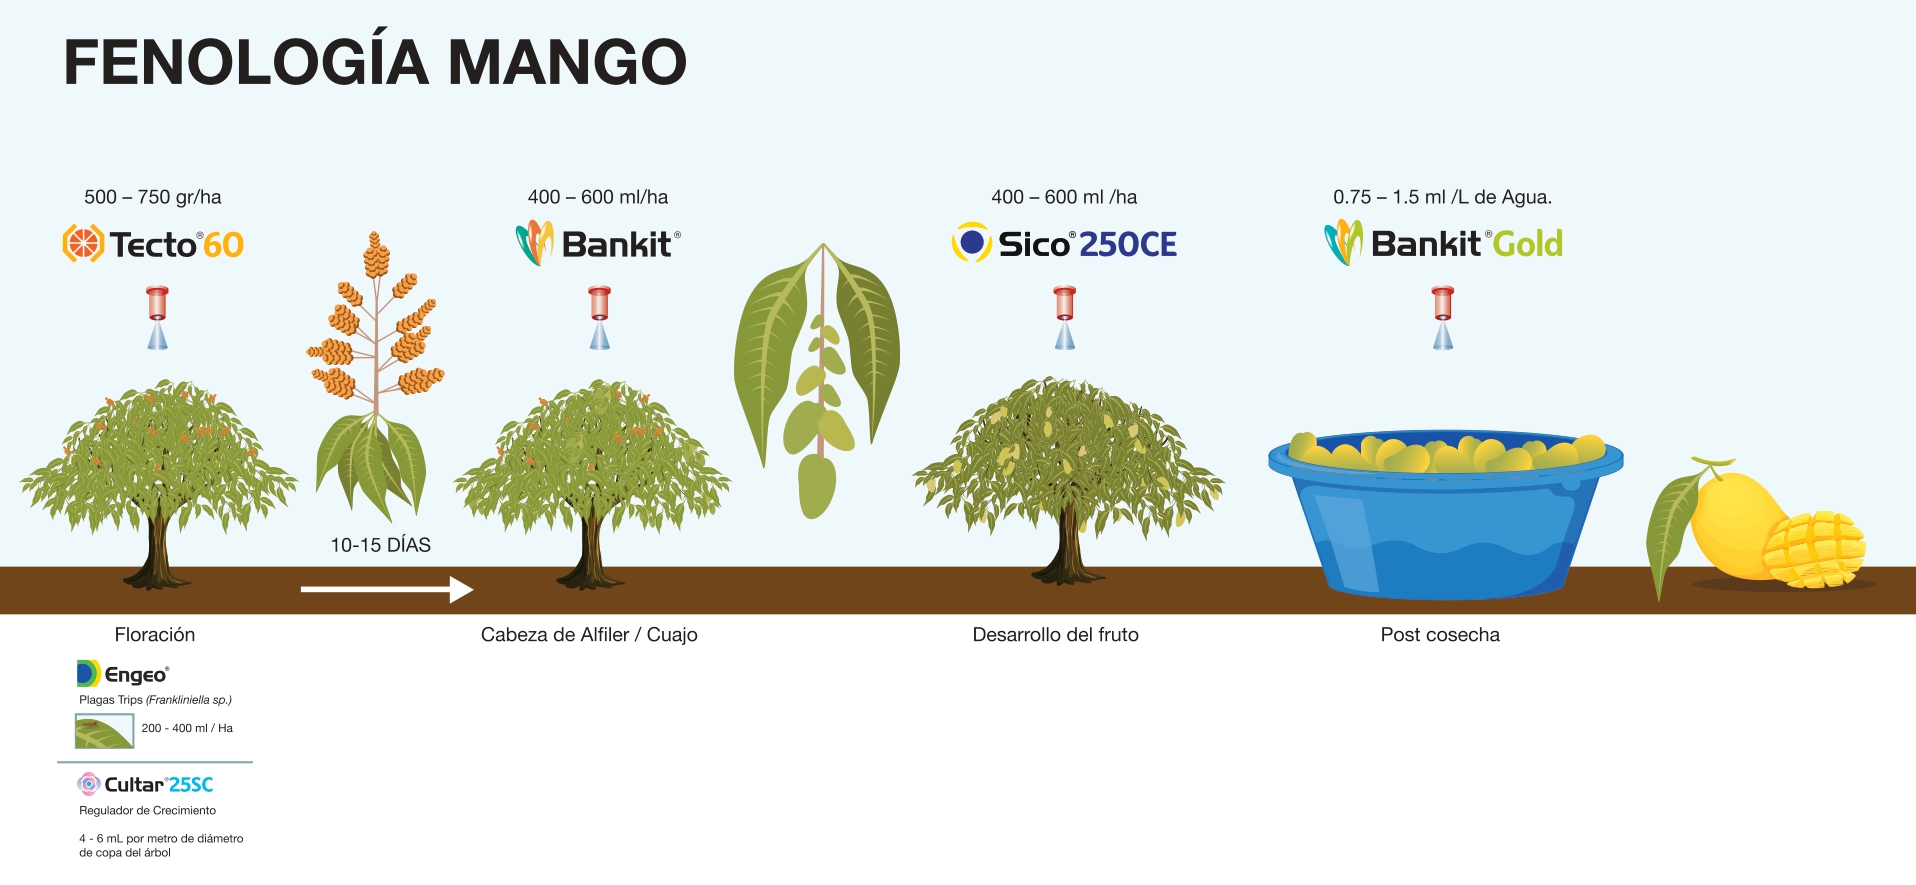 FENOLOGÍA MANGO
500 – 750 gr/ha
Tecto®60
400 – 600 ml/ha
Bankit®
400 – 600 ml /ha
Sico®250CE
0.75 – 1.5 ml /L de Agua.
Bankit®Gold
10-15 DÍAS
Floración
Cabeza de Alfiler / Cuajo
Desarrollo del fruto
Post cosecha
Engeo®
Plagas Trips (Frankliniella sp.)
200 - 400 ml / Ha
Cultar®25SC
Regulador de Crecimiento
4 - 6 mL por metro de diámetro
de copa del árbol